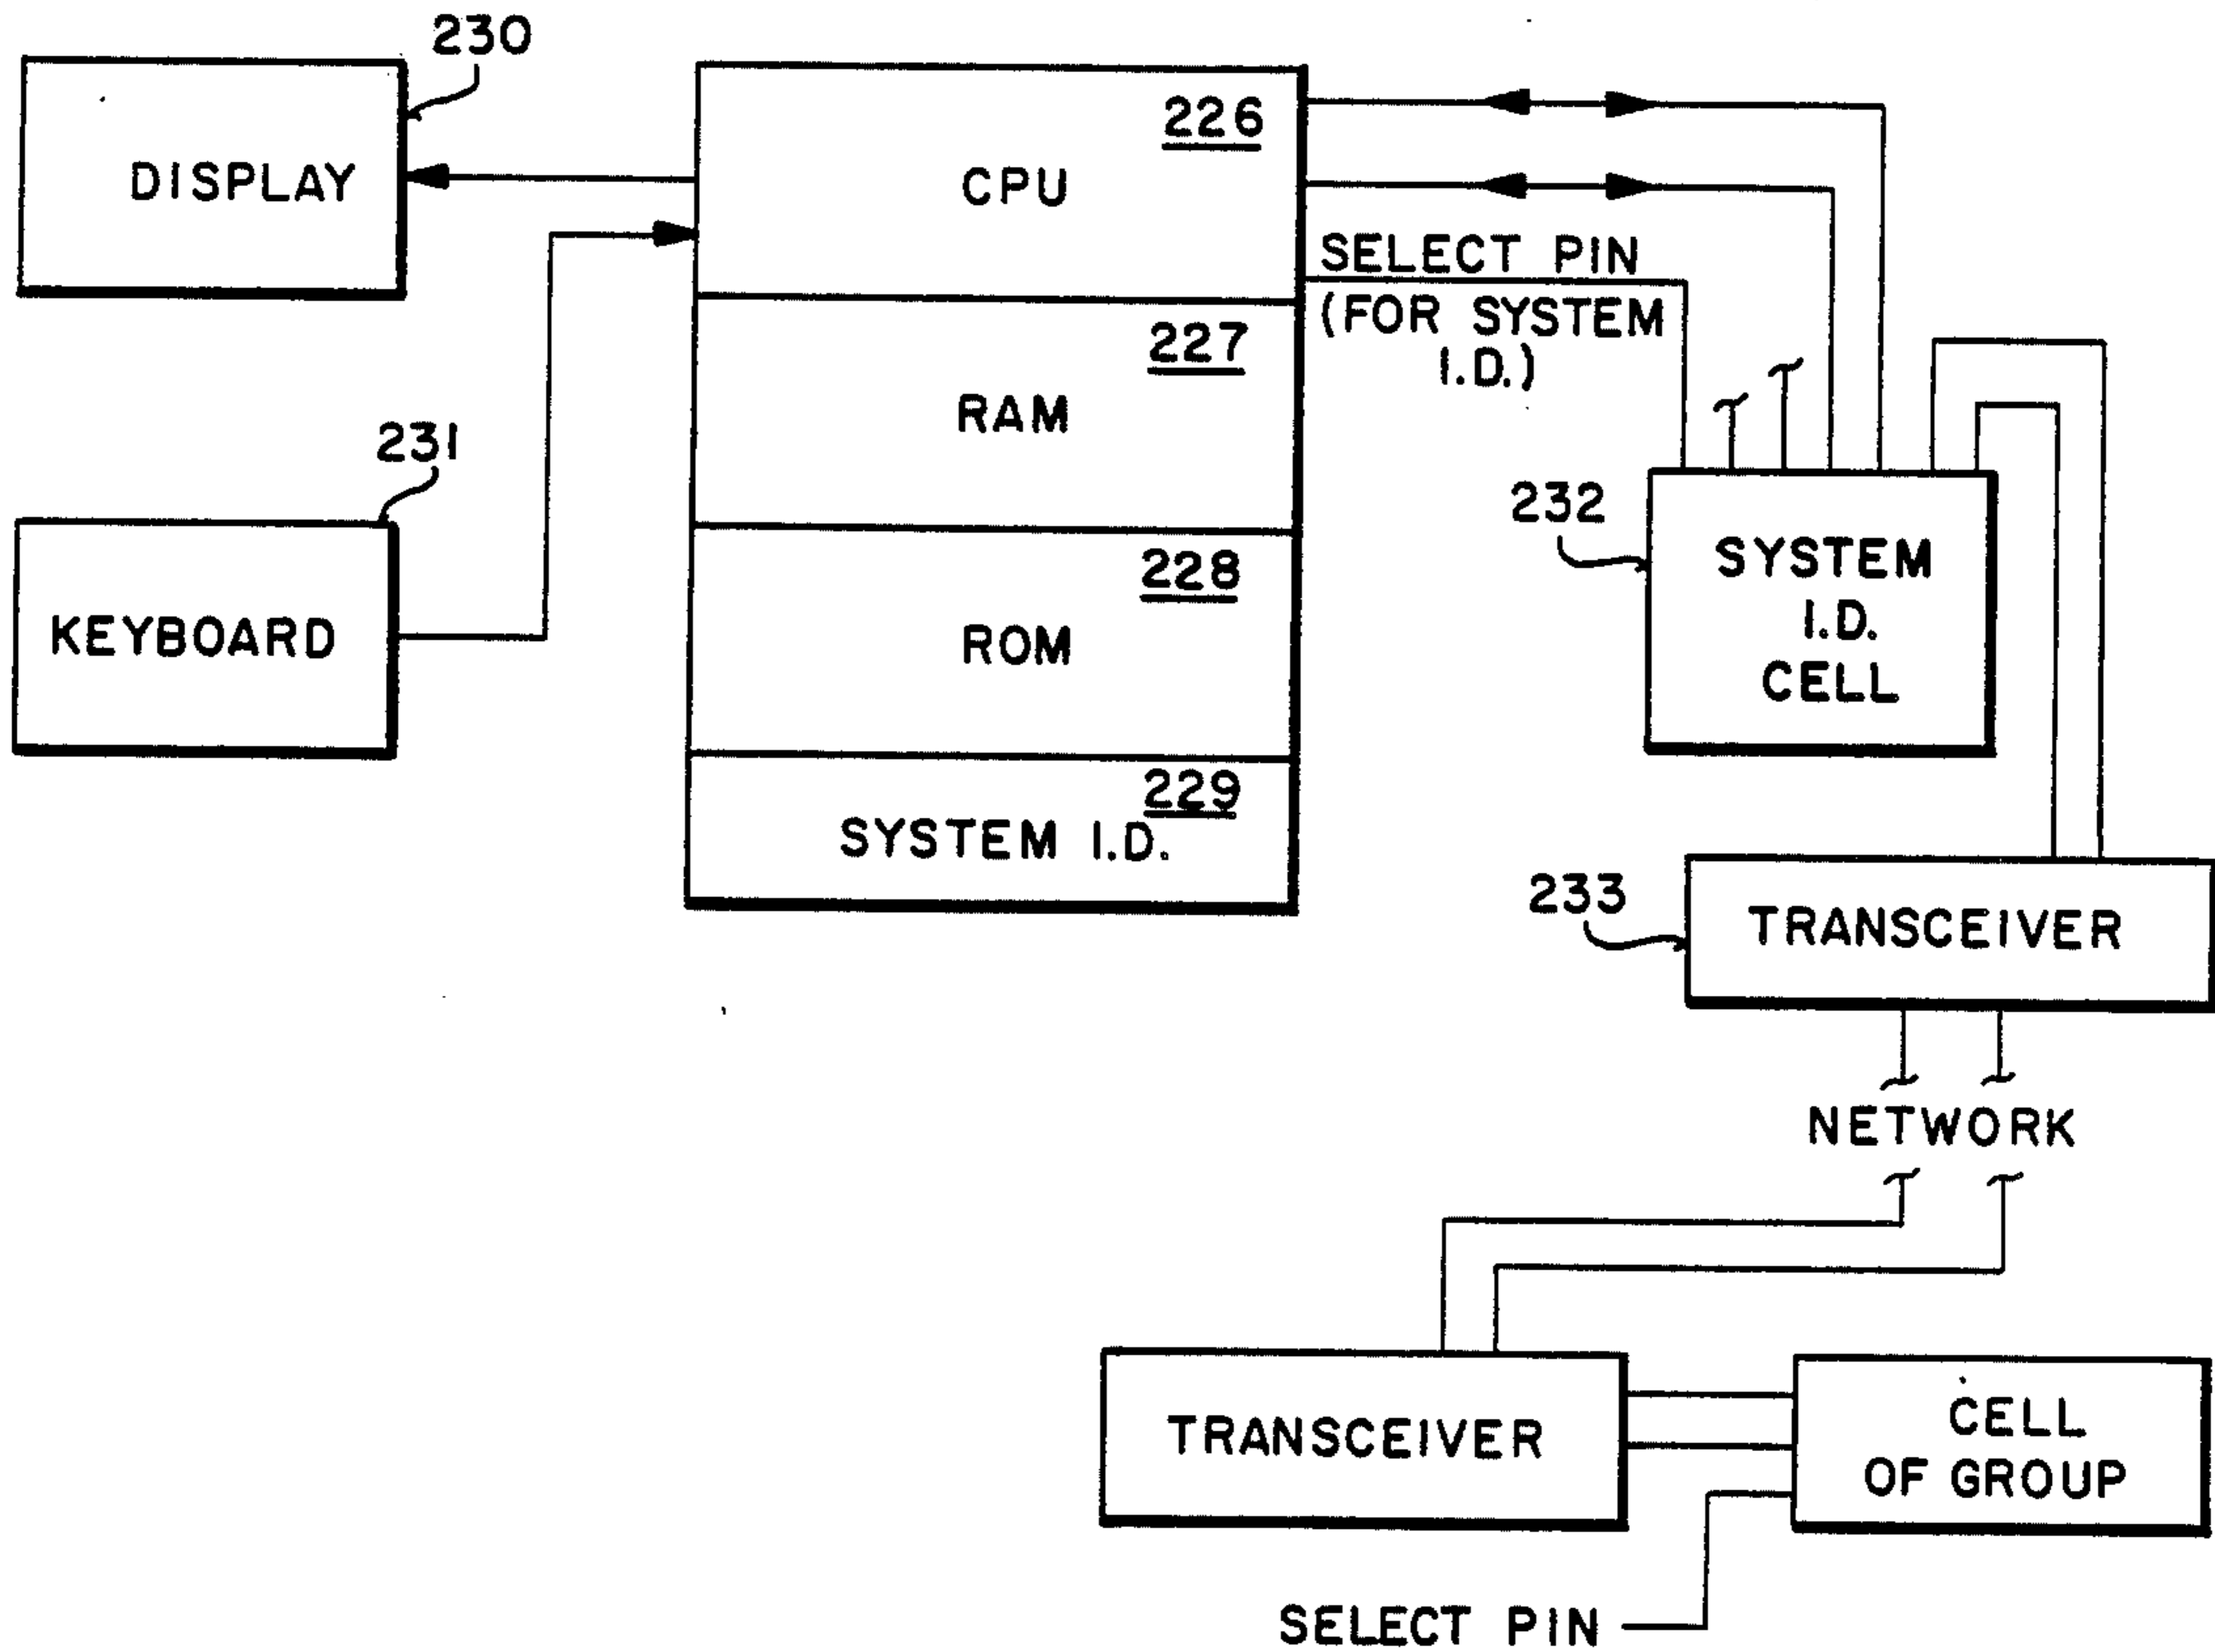 230
DISPLAY
226
CPU
SELECT PIN
(FOR SYSTEM
I.D.)
227
RAM
231
KEYBOARD
228
ROM
232
SYSTEM
I.D.
CELL
229
SYSTEM I.D.
233
TRANSCEIVER
NETWORK
TRANSCEIVER
CELL
OF GROUP
SELECT PIN